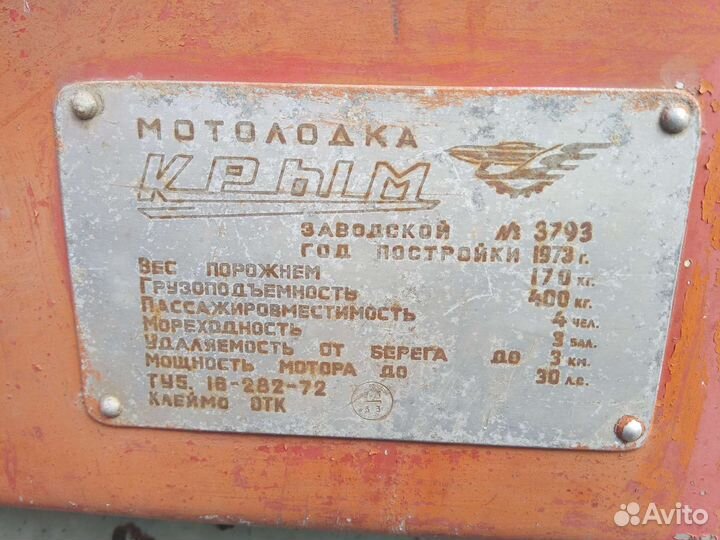 МОТОЛОДКА
КРЫМ
ЗАВОДСКОЙ № 3793
ГОД ПОСТРОЙКИ 1973 г.
ВЕС ПОРОЖНЕМ 170 кг.
ГРУЗОПОДЪЕМНОСТЬ 400 кг.
ПАССАЖИРОВМЕСТИМОСТЬ 4 чел.
МОРЕХОДНОСТЬ 3 бал.
УДАЛЯЕМОСТЬ ОТ БЕРЕГА ДО 3 км.
МОЩНОСТЬ МОТОРА ДО 30 л.с.
ТУ5. 16-282-72
КЛЕЙМО ОТК
Avito